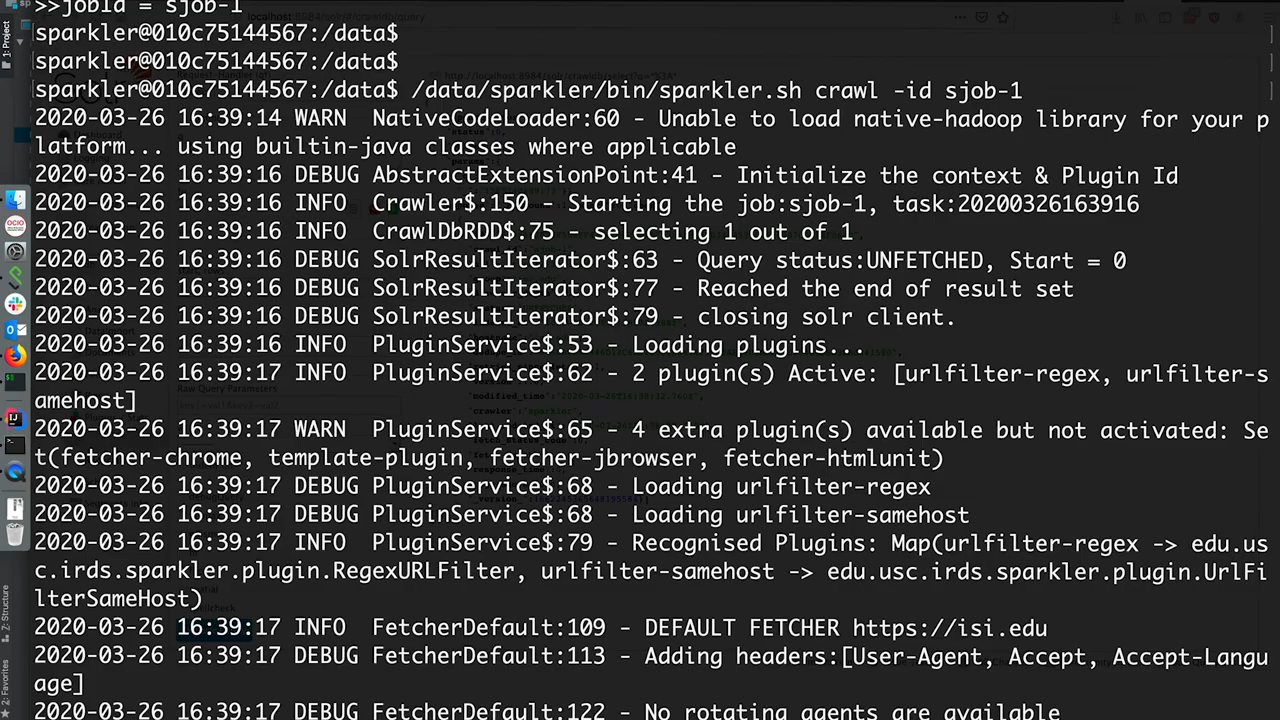 >>jobId = sjob-1
sparkler@010c75144567:/data$
sparkler@010c75144567:/data$
sparkler@010c75144567:/data$ /data/sparkler/bin/sparkler.sh crawl -id sjob-1
2020-03-26 16:39:14 WARN  NativeCodeLoader:60 - Unable to load native-hadoop library for your p
latform... using builtin-java classes where applicable
2020-03-26 16:39:16 DEBUG AbstractExtensionPoint:41 - Initialize the context & Plugin Id
2020-03-26 16:39:16 INFO  Crawler$:150 - Starting the job:sjob-1, task:20200326163916
2020-03-26 16:39:16 INFO  CrawlDbRDD$:75 - selecting 1 out of 1
2020-03-26 16:39:16 DEBUG SolrResultIterator$:63 - Query status:UNFETCHED, Start = 0
2020-03-26 16:39:16 DEBUG SolrResultIterator$:77 - Reached the end of result set
2020-03-26 16:39:16 DEBUG SolrResultIterator$:79 - closing solr client.
2020-03-26 16:39:16 INFO  PluginService$:53 - Loading plugins...
2020-03-26 16:39:17 INFO  PluginService$:62 - 2 plugin(s) Active: [urlfilter-regex, urlfilter-s
amehost]
2020-03-26 16:39:17 WARN  PluginService$:65 - 4 extra plugin(s) available but not activated: Se
t(fetcher-chrome, template-plugin, fetcher-jbrowser, fetcher-htmlunit)
2020-03-26 16:39:17 DEBUG PluginService$:68 - Loading urlfilter-regex
2020-03-26 16:39:17 DEBUG PluginService$:68 - Loading urlfilter-samehost
2020-03-26 16:39:17 INFO  PluginService$:79 - Recognised Plugins: Map(urlfilter-regex -> edu.us
c.irds.sparkler.plugin.RegexURLFilter, urlfilter-samehost -> edu.usc.irds.sparkler.plugin.UrlFi
lterSameHost)
2020-03-26 16:39:17 INFO  FetcherDefault:109 - DEFAULT FETCHER https://isi.edu
2020-03-26 16:39:17 DEBUG FetcherDefault:113 - Adding headers:[User-Agent, Accept, Accept-Langu
age]
2020-03-26 16:39:17 DEBUG FetcherDefault:122 - No rotating agents are available
1: Project
Z: Structure
2: Favorites